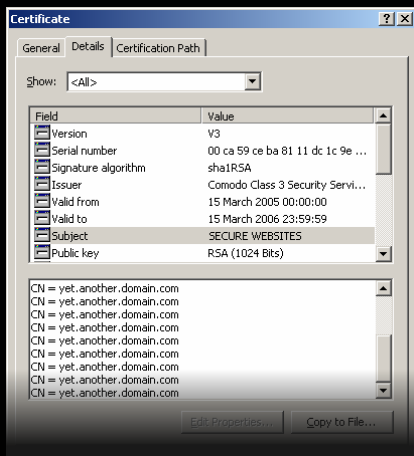 Certificate
General Details Certification Path
Show: <All>
Field Value
Version V3
Serial number 00 ca 59 ce ba 81 11 dc 1c 9e ...
Signature algorithm sha1RSA
Issuer Comodo Class 3 Security Servi...
Valid from 15 March 2005 00:00:00
Valid to 15 March 2006 23:59:59
Subject SECURE WEBSITES
Public key RSA (1024 Bits)
CN = yet.another.domain.com
CN = yet.another.domain.com
CN = yet.another.domain.com
CN = yet.another.domain.com
CN = yet.another.domain.com
CN = yet.another.domain.com
CN = yet.another.domain.com
CN = yet.another.domain.com
CN = yet.another.domain.com
Edit Properties... Copy to File...